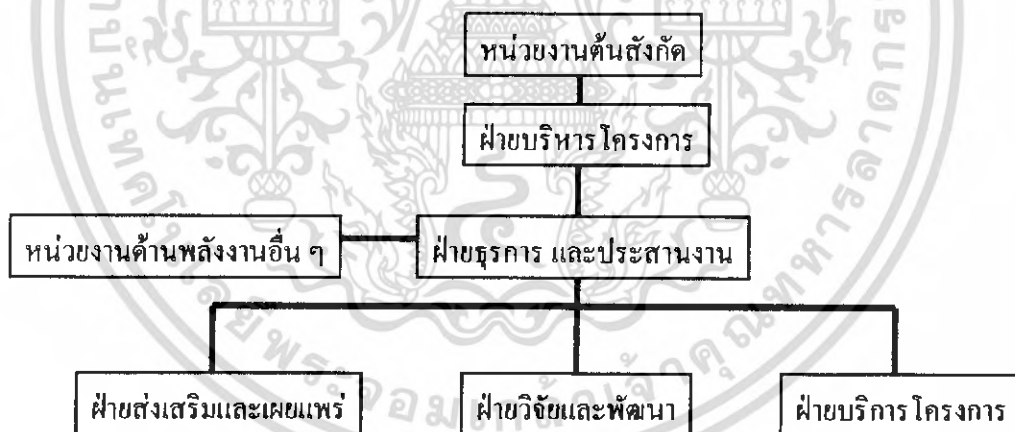 หน่วยงานต้นสังกัด
ฝ่ายบริหารโครงการ
หน่วยงานด้านพลังงานอื่น ๆ
ฝ่ายธุรการ และประสานงาน
ฝ่ายส่งเสริมและเผยแพร่
ฝ่ายวิจัยและพัฒนา
ฝ่ายบริการโครงการ